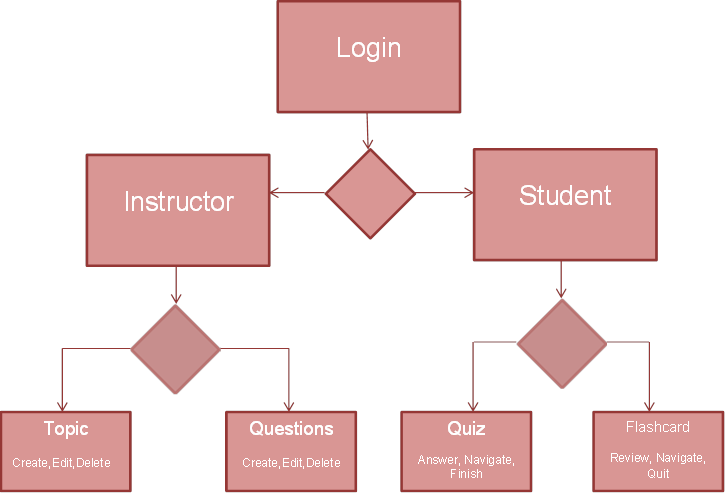 Login
Instructor
Student
Topic
Create,Edit,Delete
Questions
Create,Edit,Delete
Quiz
Answer, Navigate,
Finish
Flashcard
Review, Navigate,
Quit